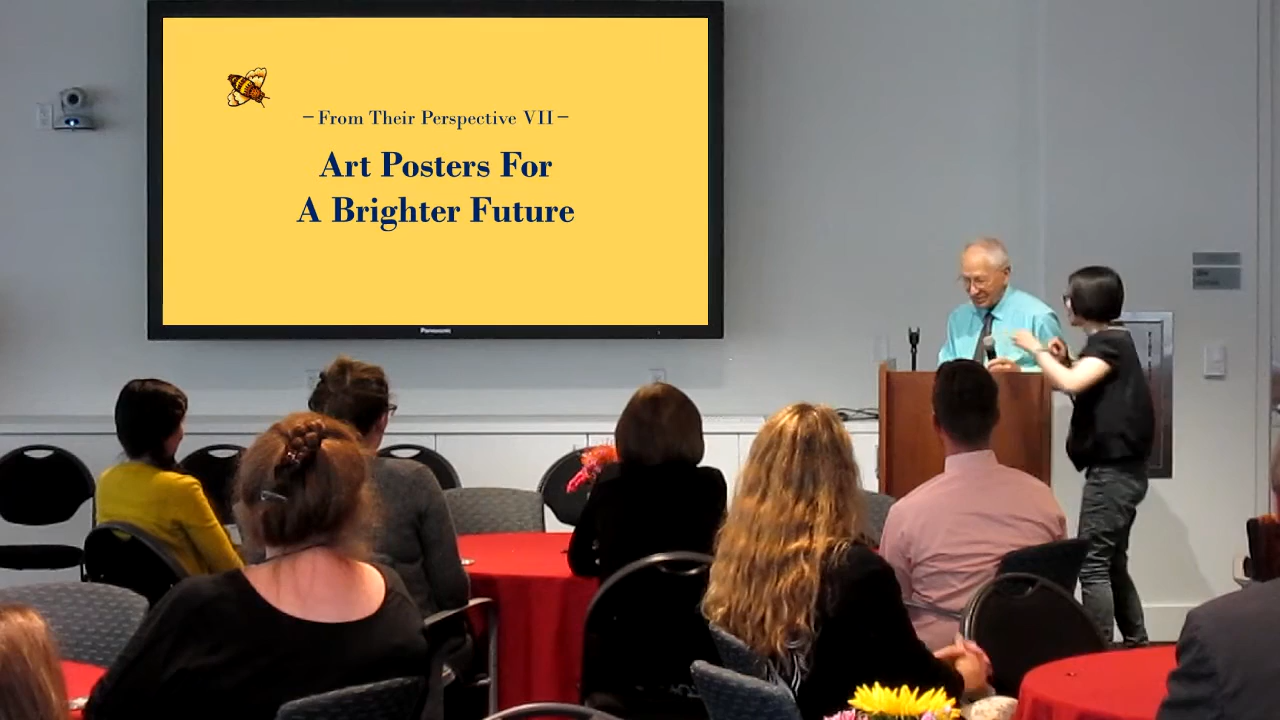 –From Their Perspective VII–
Art Posters For
A Brighter Future
Panasonic